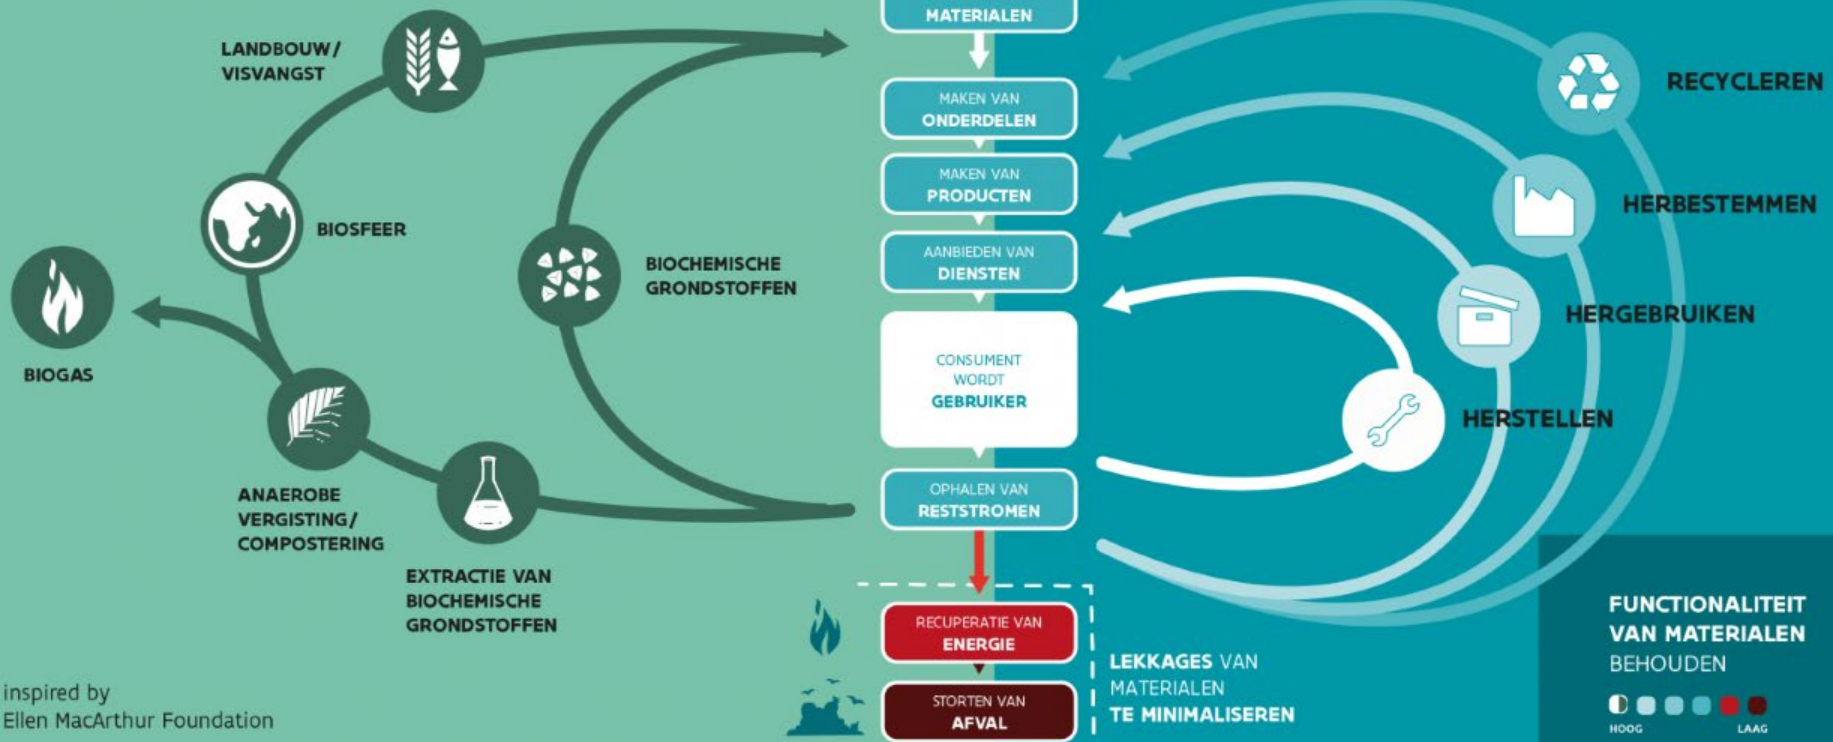 MATERIALEN
MAKEN VAN
ONDERDELEN
MAKEN VAN
PRODUCTEN
AANBIEDEN VAN
DIENSTEN
CONSUMENT
WORDT
GEBRUIKER
OPHALEN VAN
RESTSTROMEN
RECUPERATIE VAN
ENERGIE
STORTEN VAN
AFVAL
LANDBOUW/
VISVANGST
BIOSFEER
BIOGAS
BIOCHEMISCHE
GRONDSTOFFEN
ANAEROBE
VERGISTING/
COMPOSTERING
EXTRACTIE VAN
BIOCHEMISCHE
GRONDSTOFFEN
RECYCLEREN
HERBESTEMMEN
HERGEBRUIKEN
HERSTELLEN
LEKKAGES VAN
MATERIALEN
TE MINIMALISEREN
FUNCTIONALITEIT
VAN MATERIALEN
BEHOUDEN
HOOG LAAG
inspired by
Ellen MacArthur Foundation